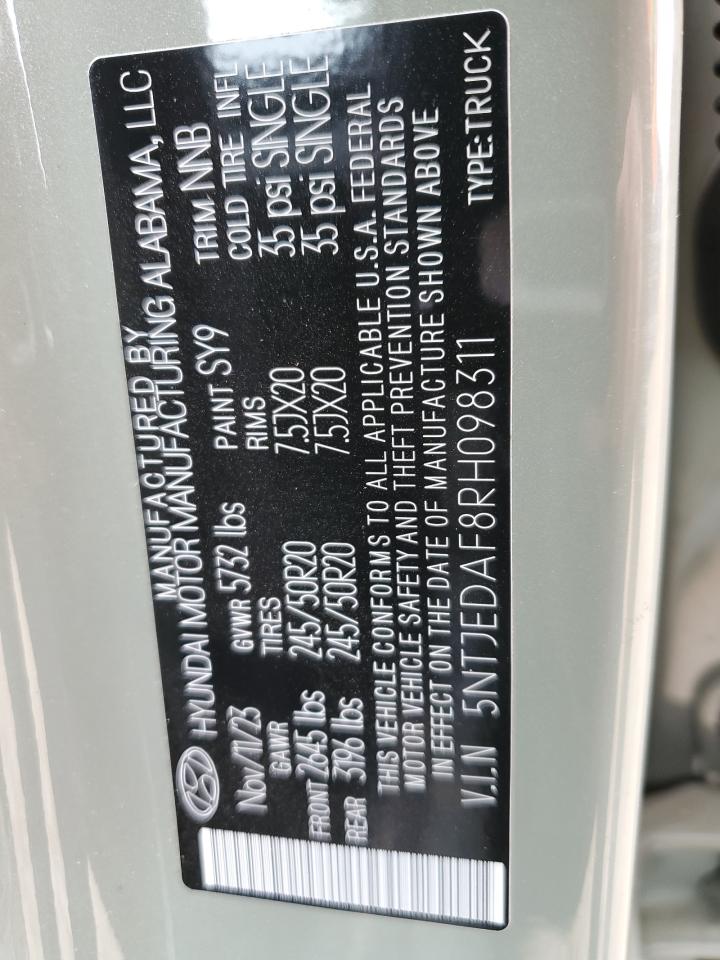 MANUFACTURED BY
HYUNDAI MOTOR MANUFACTURING ALABAMA, LLC
Nov/11/23 GVWR 5732 lbs PAINT SY9 TRIM NNB
GAWR TIRES RIMS COLD TIRE INFL
FRONT 2645 lbs 245/50R20 7.5JX20 35 psi SINGLE
REAR 3196 lbs 245/50R20 7.5JX20 35 psi SINGLE
THIS VEHICLE CONFORMS TO ALL APPLICABLE U.S.A. FEDERAL
MOTOR VEHICLE SAFETY AND THEFT PREVENTION STANDARDS
IN EFFECT ON THE DATE OF MANUFACTURE SHOWN ABOVE
V.I.N 5NTJEDAF8RH098311 TYPE:TRUCK